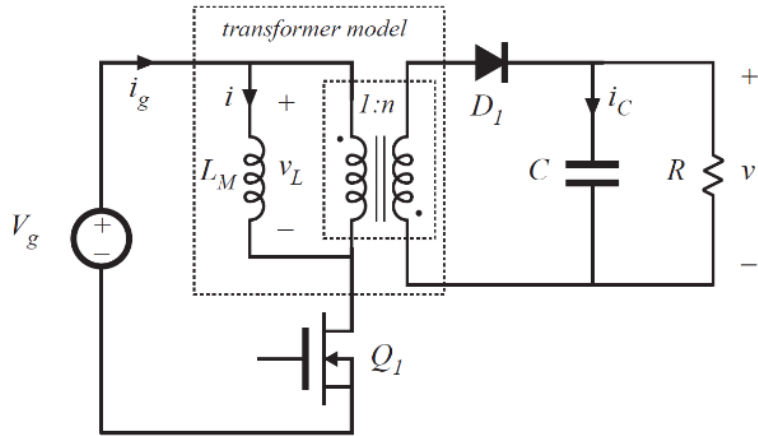 transformer model
i_g
i
+
1:n
D_1
i_C
+
L_M
v_L
C
R
v
V_g
+
−
−
−
Q_1